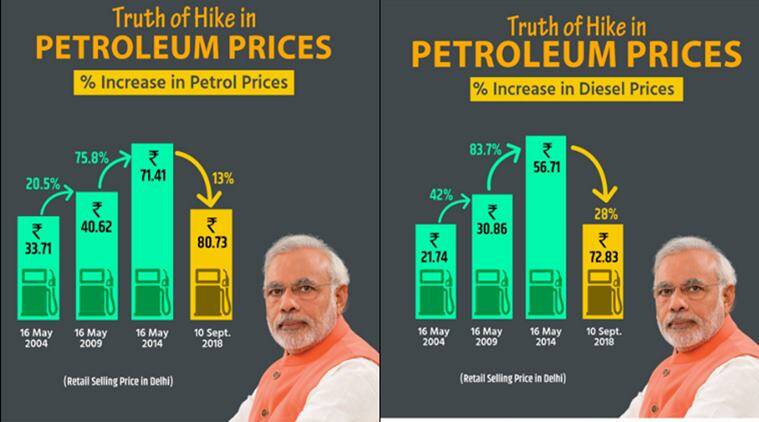 Truth of Hike in
PETROLEUM PRICES
% Increase in Petrol Prices
75.8%
20.5%
13%
₹
71.41
₹
40.62
₹
33.71
₹
80.73
16 May
2004
16 May
2009
16 May
2014
10 Sept.
2018
(Retail Selling Price in Delhi)
Truth of Hike in
PETROLEUM PRICES
% Increase in Diesel Prices
83.7%
42%
28%
₹
56.71
₹
30.86
₹
21.74
₹
72.83
16 May
2004
16 May
2009
16 May
2014
10 Sept.
2018
(Retail Selling Price in Delhi)